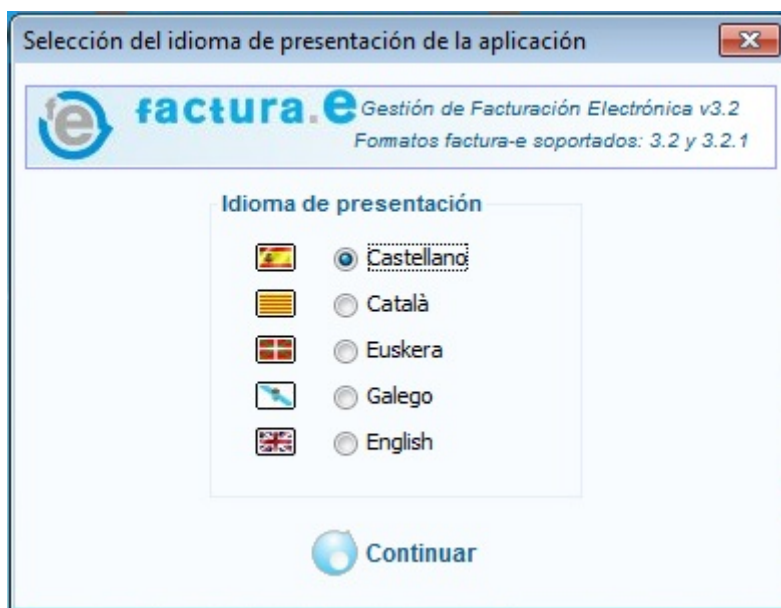 Selección del idioma de presentación de la aplicación
factura.e Gestión de Facturación Electrónica v3.2
Formatos factura-e soportados: 3.2 y 3.2.1
Idioma de presentación
Castellano
Català
Euskera
Galego
English
Continuar